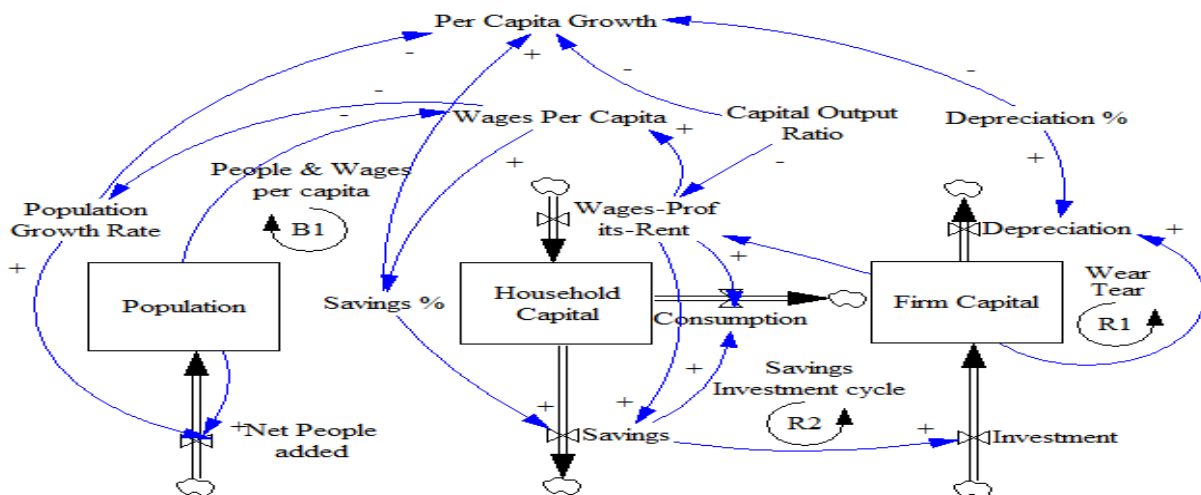 Per Capita Growth
+
-
-
-
-
-
Wages Per Capita
Capital Output
Ratio
Depreciation %
+
+
-
+
People & Wages
per capita
B1
Population
Growth Rate
Wages-Prof
its-Rent
Depreciation
+
+
+
Population
Savings %
Household
Capital
Consumption
Firm Capital
Wear
Tear
R1
+
Savings
Investment cycle
R2
+
+
+
+
Net People
added
Savings
Investment